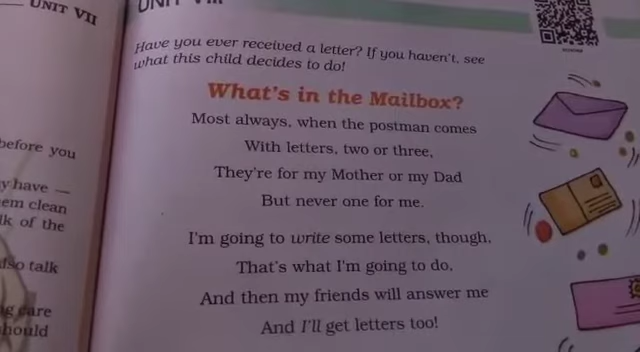 UNIT VII
before you
y have —
em clean
lk of the
also talk
g care
hould
UNIT VIII
Have you ever received a letter? If you haven't, see
what this child decides to do!
What's in the Mailbox?
Most always, when the postman comes
With letters, two or three,
They're for my Mother or my Dad
But never one for me.
I'm going to write some letters, though,
That's what I'm going to do,
And then my friends will answer me
And I'll get letters too!